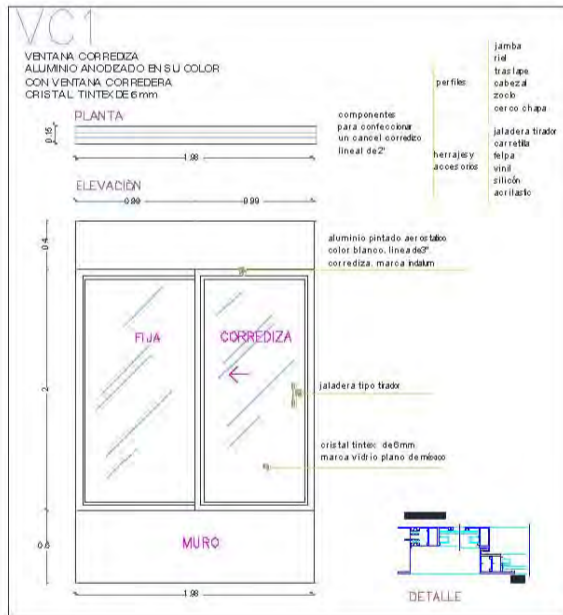 VC1
VENTANA CORREDIZA
ALUMINIO ANODIZADO EN SU COLOR
CON VENTANA CORREDERA
CRISTAL TINTEX DE 6 mm
PLANTA
0.15
1.98
componentes
para confeccionar
un cancel corredizo
lineal de 2"
perfiles
jamba
riel
traslape
cabezal
zoclo
cerco chapa
herrajes y
accesorios
jaladera tirador
carretilla
felpa
vinil
silicón
acrilastic
ELEVACIÓN
0.99
0.99
0.4
2
0.6
FIJA
CORREDIZA
MURO
1.98
aluminio pintado aerostatico
color blanco, linea de 3"
corrediza, marca indalum
jaladera tipo tirador
cristal tintex de 6mm
marca vidrio plano de méxico
DETALLE